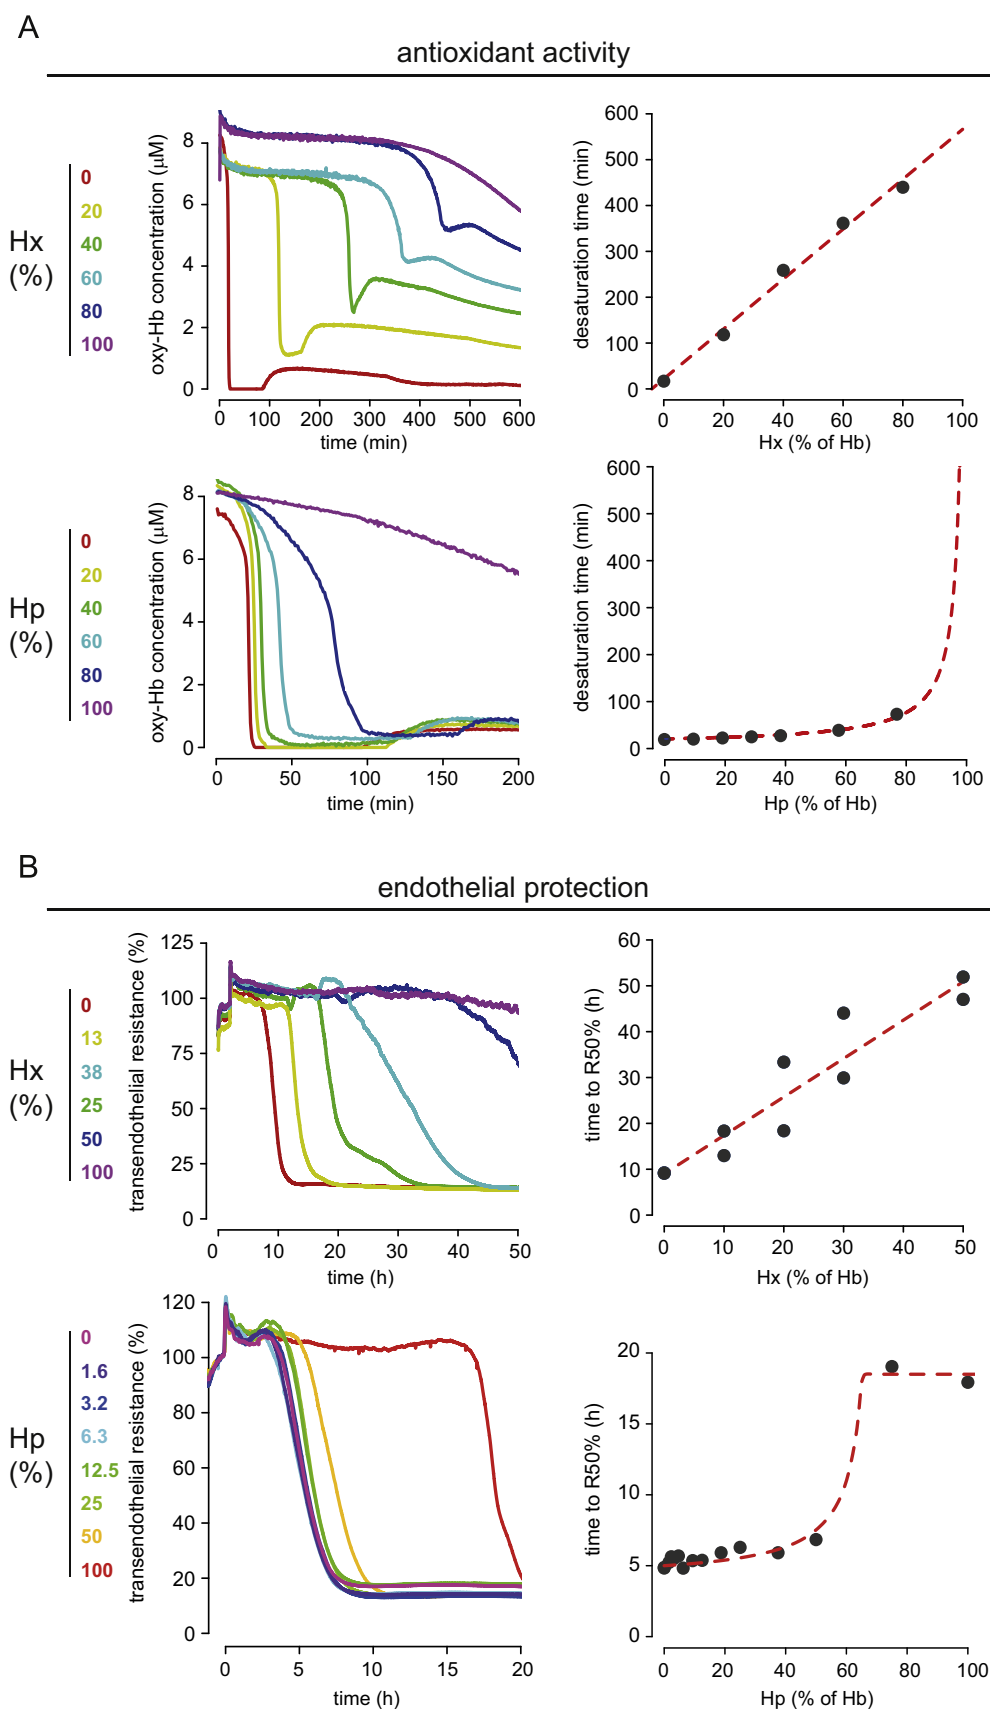 A
antioxidant activity
Hx
(%)
0
20
40
60
80
100
oxy-Hb concentration (μM)
8
6
4
2
0
0 100 200 300 400 500 600
time (min)
desaturation time (min)
600
500
400
300
200
100
0
0 20 40 60 80 100
Hx (% of Hb)
Hp
(%)
0
20
40
60
80
100
oxy-Hb concentration (μM)
8
6
4
2
0
0 50 100 150 200
time (min)
desaturation time (min)
600
500
400
300
200
100
0
0 20 40 60 80 100
Hp (% of Hb)
B
endothelial protection
Hx
(%)
0
13
38
25
50
100
transendothelial resistance (%)
125
100
75
50
25
0
0 10 20 30 40 50
time (h)
time to R50% (h)
60
50
40
30
20
10
0
0 10 20 30 40 50
Hx (% of Hb)
Hp
(%)
0
1.6
3.2
6.3
12.5
25
50
100
transendothelial resistance (%)
120
100
80
60
40
20
0
0 5 10 15 20
time (h)
time to R50% (h)
20
15
10
5
0
0 20 40 60 80 100
Hp (% of Hb)